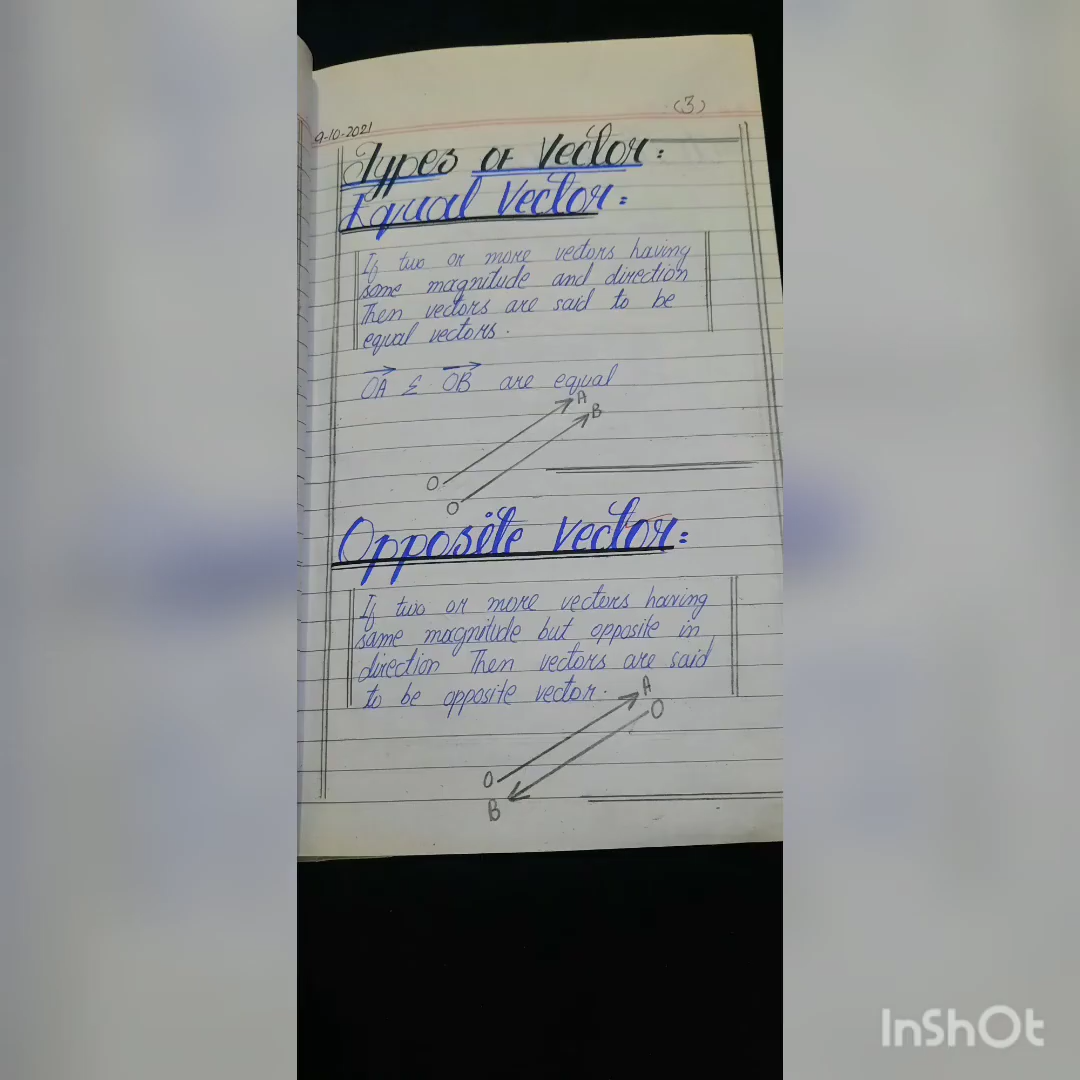 (3)
9-10-2021
Types of Vector:
Equal Vector:
If two or more vectors having
same magnitude and direction
Then vectors are said to be
equal vectors.
OA & OB are equal
A
B
O
O
Opposite vector:
If two or more vectors having
same magnitude but opposite in
direction Then vectors are said
to be opposite vector.
A
O
O
B
InShOt